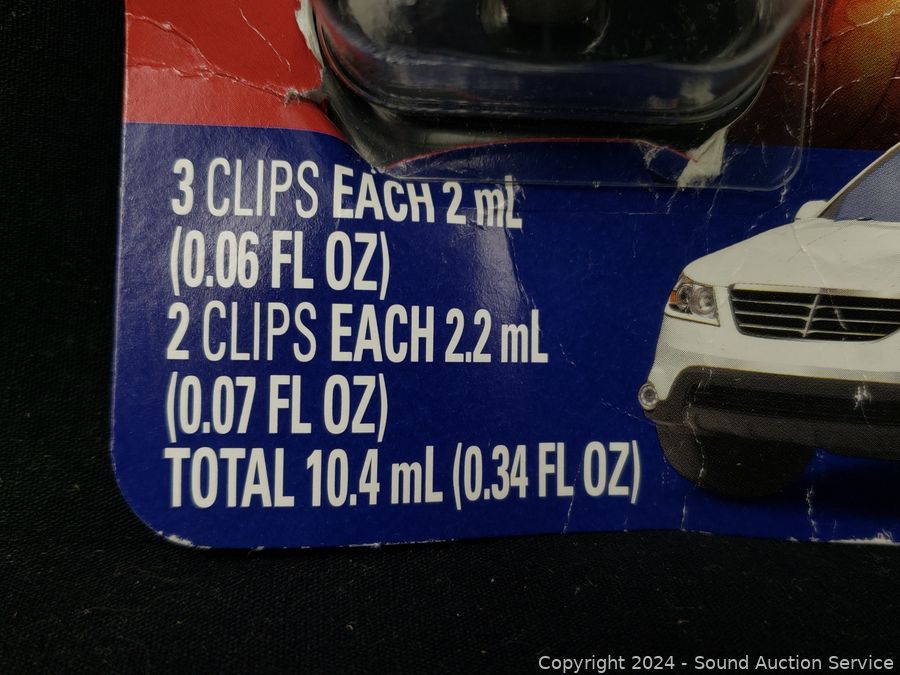 3 CLIPS EACH 2 mL
(0.06 FL OZ)
2 CLIPS EACH 2.2 mL
(0.07 FL OZ)
TOTAL 10.4 mL (0.34 FL OZ)
Copyright © 2024 - Sound Auction Service